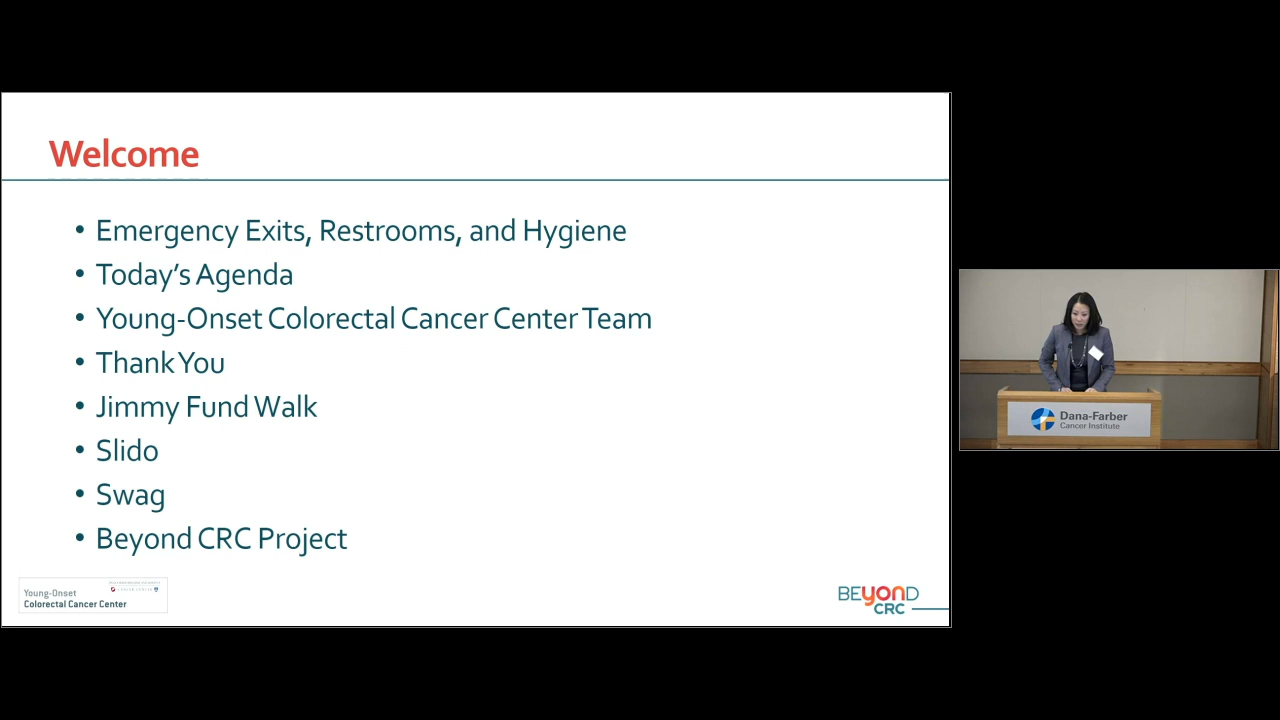 Welcome
• Emergency Exits, Restrooms, and Hygiene
• Today's Agenda
• Young-Onset Colorectal Cancer Center Team
• Thank You
• Jimmy Fund Walk
• Slido
• Swag
• Beyond CRC Project
Young-Onset
Colorectal Cancer Center
BEYOND
CRC
Dana-Farber
Cancer Institute